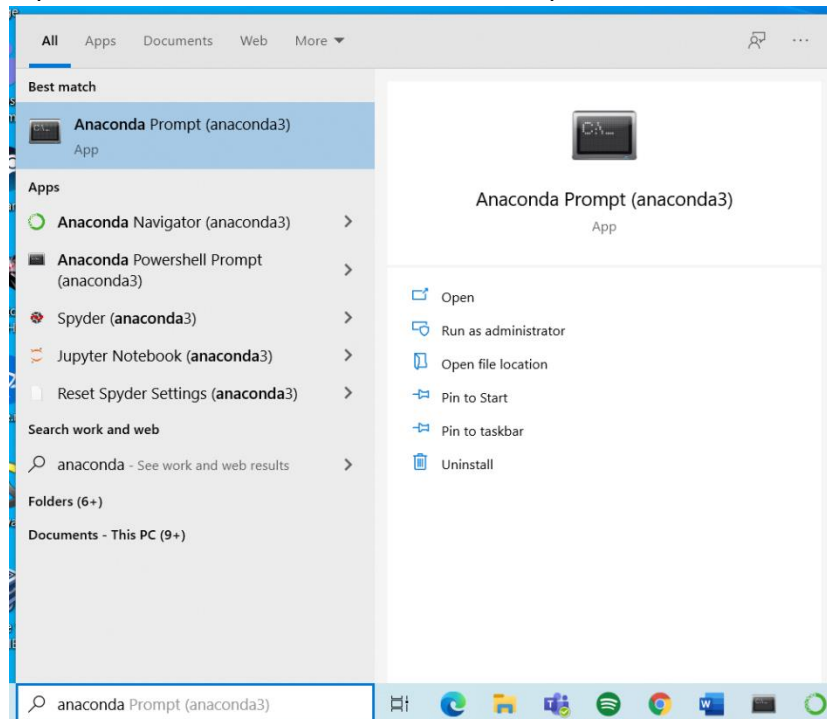 All Apps Documents Web More
Best match
Anaconda Prompt (anaconda3)
App
Apps
Anaconda Navigator (anaconda3)
Anaconda Powershell Prompt
(anaconda3)
Spyder (anaconda3)
Jupyter Notebook (anaconda3)
Reset Spyder Settings (anaconda3)
Search work and web
anaconda - See work and web results
Folders (6+)
Documents - This PC (9+)
Anaconda Prompt (anaconda3)
App
Open
Run as administrator
Open file location
Pin to Start
Pin to taskbar
Uninstall
anaconda Prompt (anaconda3)